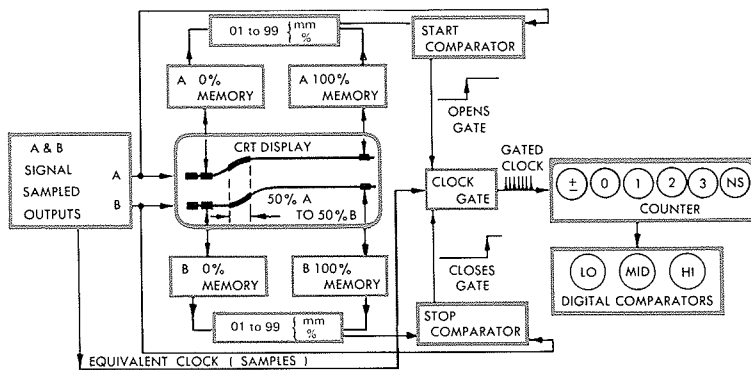 01 to 99 { mm %
START COMPARATOR
A 0% MEMORY
A 100% MEMORY
OPENS GATE
A & B SIGNAL SAMPLED OUTPUTS
A
B
CRT DISPLAY
50% A TO 50% B
CLOCK GATE
GATED CLOCK
± 0 1 2 3 NS
COUNTER
LO MID HI
DIGITAL COMPARATORS
B 0% MEMORY
B 100% MEMORY
CLOSES GATE
01 to 99 { mm %
STOP COMPARATOR
EQUIVALENT CLOCK ( SAMPLES )